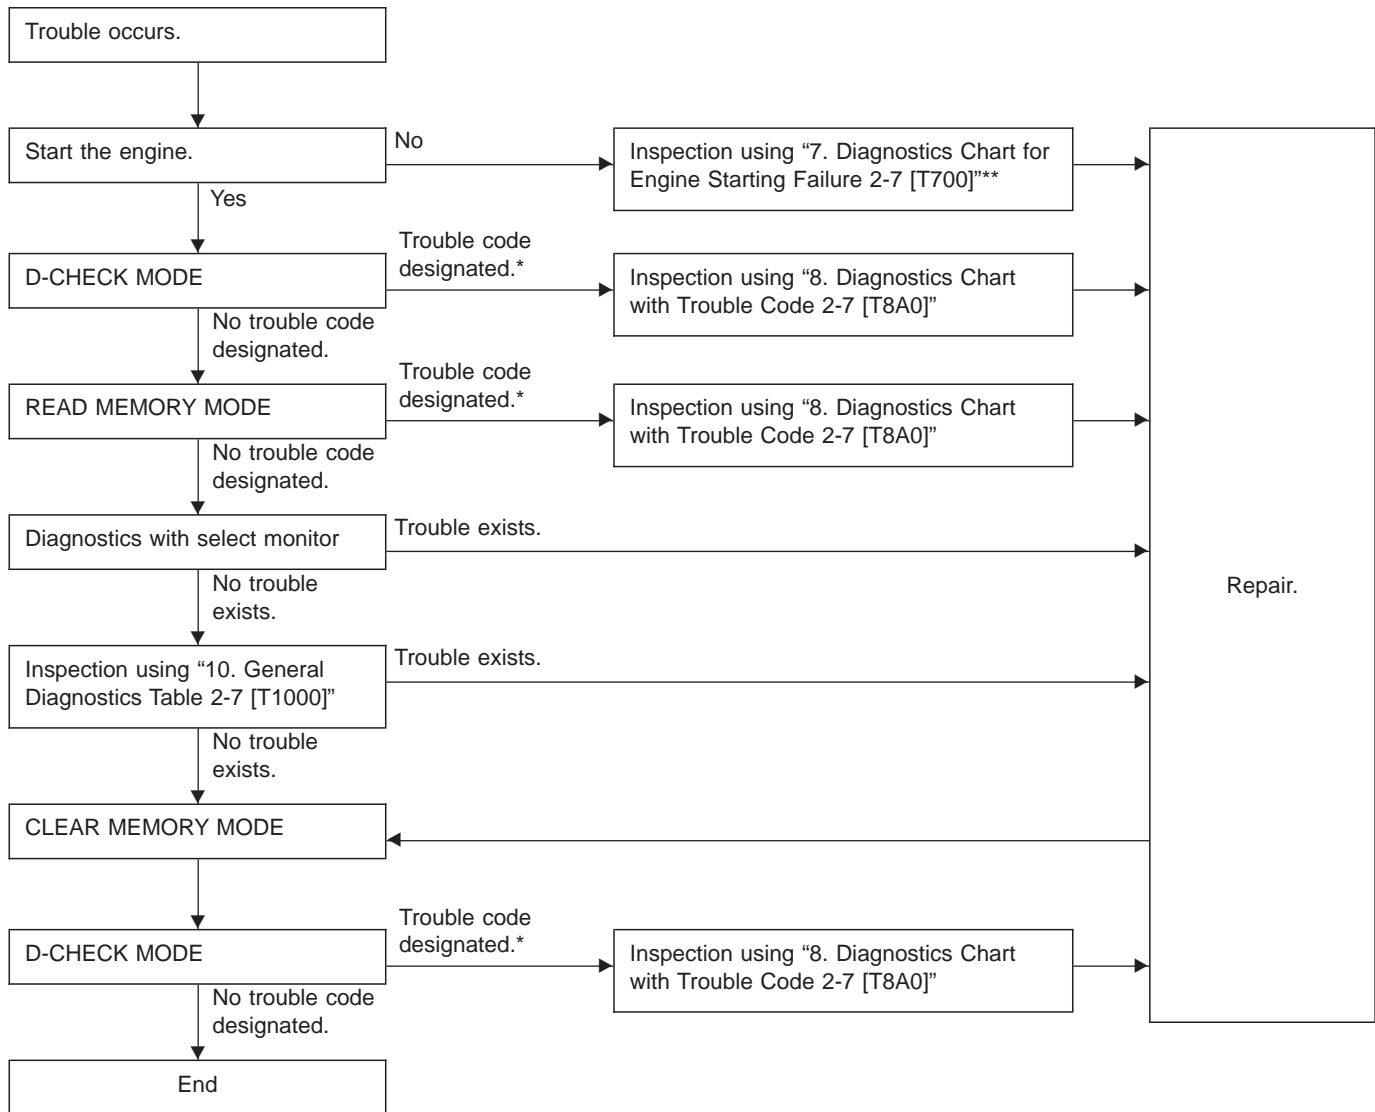 Trouble occurs.
Start the engine.
No
Inspection using “7. Diagnostics Chart for
Engine Starting Failure 2-7 [T700]”**
Yes
D-CHECK MODE
Trouble code
designated.*
Inspection using “8. Diagnostics Chart
with Trouble Code 2-7 [T8A0]”
No trouble code
designated.
READ MEMORY MODE
Trouble code
designated.*
Inspection using “8. Diagnostics Chart
with Trouble Code 2-7 [T8A0]”
No trouble code
designated.
Diagnostics with select monitor
Trouble exists.
No trouble
exists.
Repair.
Inspection using “10. General
Diagnostics Table 2-7 [T1000]”
Trouble exists.
No trouble
exists.
CLEAR MEMORY MODE
D-CHECK MODE
Trouble code
designated.*
Inspection using “8. Diagnostics Chart
with Trouble Code 2-7 [T8A0]”
No trouble code
designated.
End